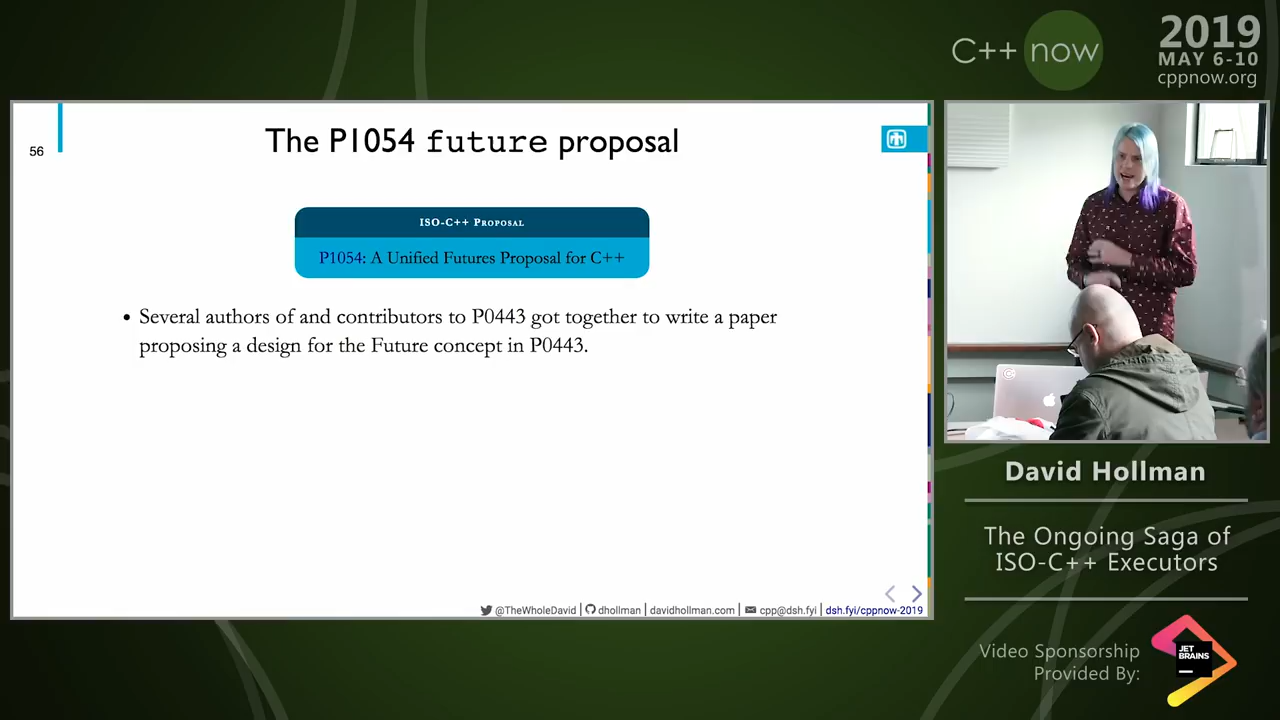 C++ now
2019
MAY 6-10
cppnow.org
56
The P1054 future proposal
ISO-C++ Proposal
P1054: A Unified Futures Proposal for C++
• Several authors of and contributors to P0443 got together to write a paper
proposing a design for the Future concept in P0443.
@TheWholeDavid | dhollman | davidhollman.com | cpp@dsh.fyi | dsh.fyi/cppnow-2019
David Hollman
The Ongoing Saga of
ISO-C++ Executors
Video Sponsorship
Provided By:
JET
BRAINS